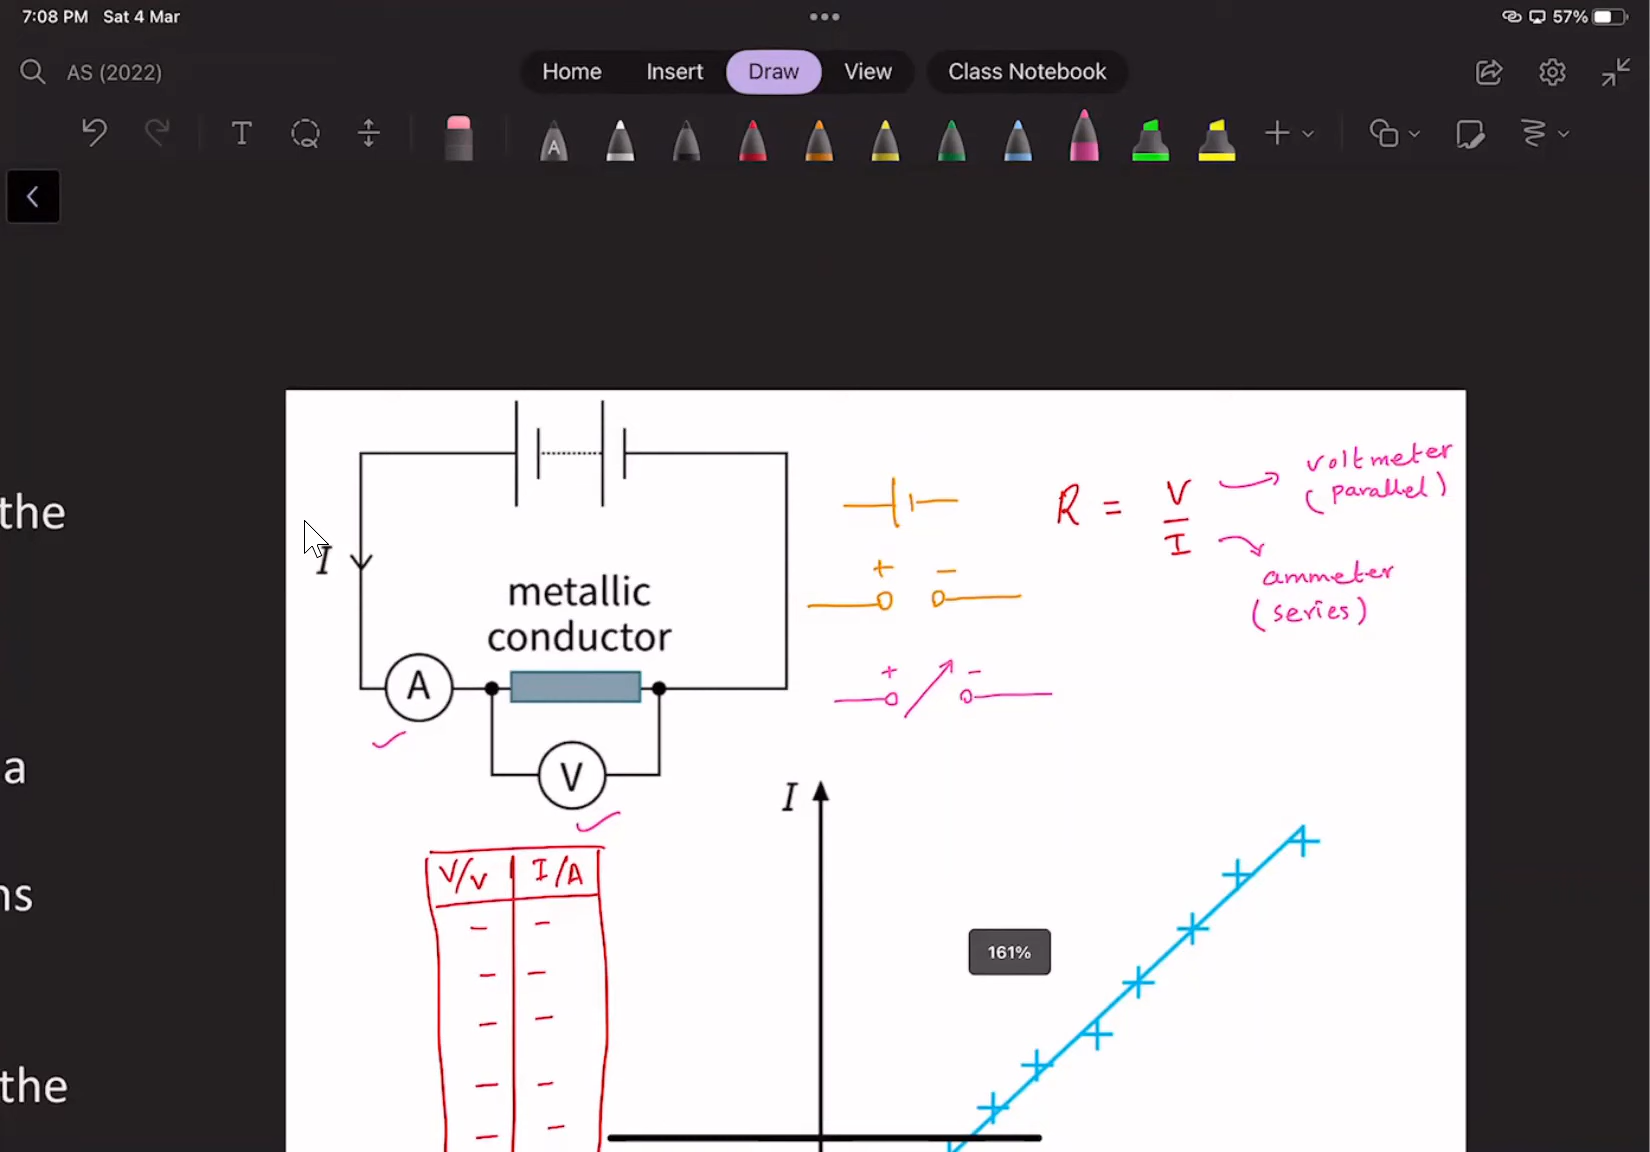 7:08 PM Sat 4 Mar
57%
AS (2022)
Home Insert Draw View Class Notebook
T
A
the
I
metallic
conductor
A
V
+ -
+ -
R = V
I
voltmeter
(parallel)
ammeter
(series)
a
I
V/V I/A
- -
- -
- -
- -
- -
161%
ns
the